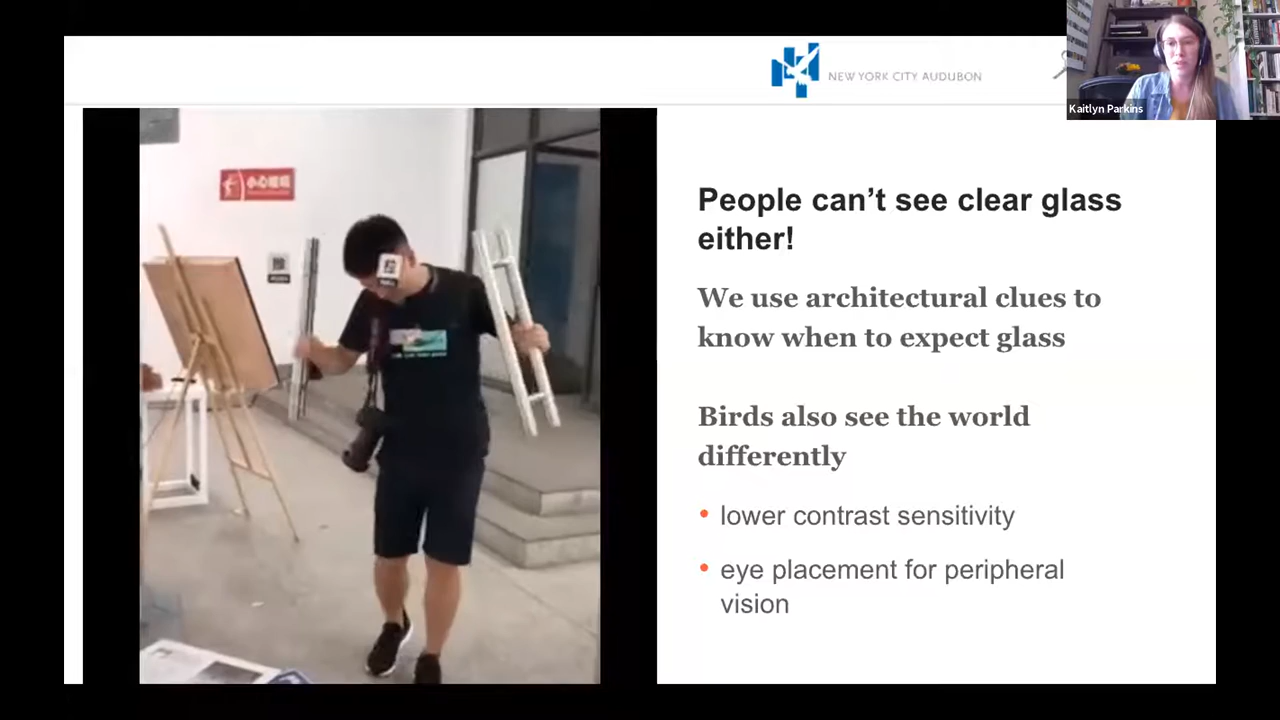 NEW YORK CITY AUDUBON
Kaitlyn Parkins
People can't see clear glass
either!
We use architectural clues to
know when to expect glass
Birds also see the world
differently
• lower contrast sensitivity
• eye placement for peripheral
vision
小心